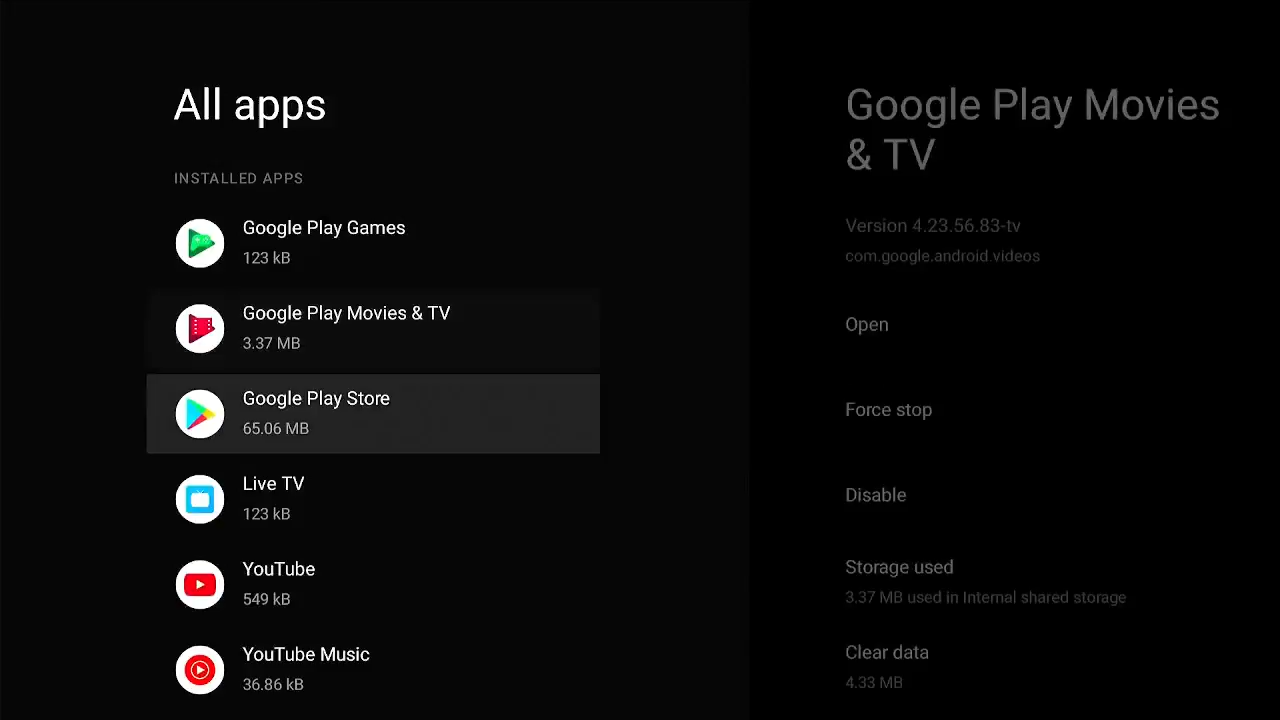 All apps
INSTALLED APPS
Google Play Games
123 kB
Google Play Movies & TV
3.37 MB
Google Play Store
65.06 MB
Live TV
123 kB
YouTube
549 kB
YouTube Music
36.86 kB
Google Play Movies
& TV
Version 4.23.56.83-tv
com.google.android.videos
Open
Force stop
Disable
Storage used
3.37 MB used in Internal shared storage
Clear data
4.33 MB